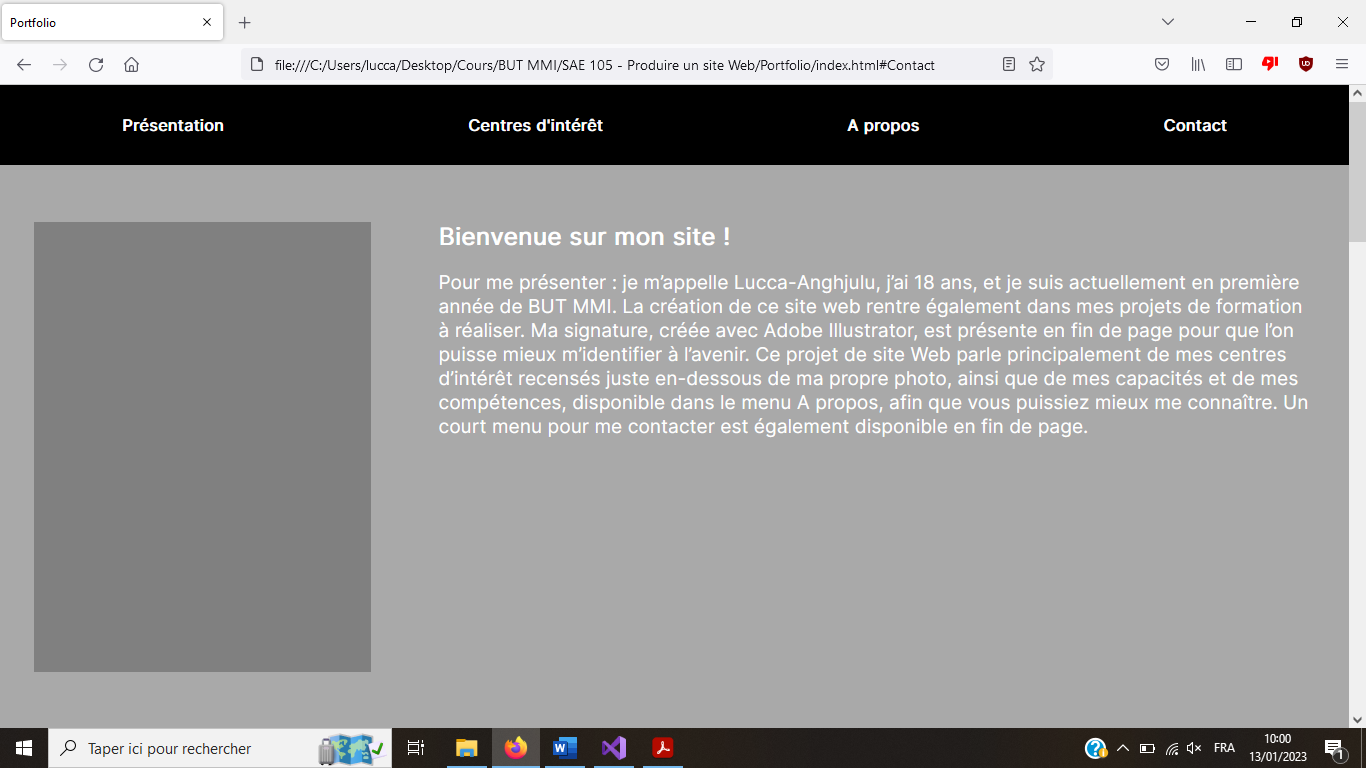 Portfolio
file:///C:/Users/lucca/Desktop/Cours/BUT MMI/SAE 105 - Produire un site Web/Portfolio/index.html#Contact
Présentation
Centres d'intérêt
A propos
Contact
Bienvenue sur mon site !
Pour me présenter : je m’appelle Lucca-Anghjulu, j’ai 18 ans, et je suis actuellement en première
année de BUT MMI. La création de ce site web rentre également dans mes projets de formation
à réaliser. Ma signature, créée avec Adobe Illustrator, est présente en fin de page pour que l’on
puisse mieux m’identifier à l’avenir. Ce projet de site Web parle principalement de mes centres
d’intérêt recensés juste en-dessous de ma propre photo, ainsi que de mes capacités et de mes
compétences, disponible dans le menu A propos, afin que vous puissiez mieux me connaître. Un
court menu pour me contacter est également disponible en fin de page.
Taper ici pour rechercher
FRA
10:00
13/01/2023
1